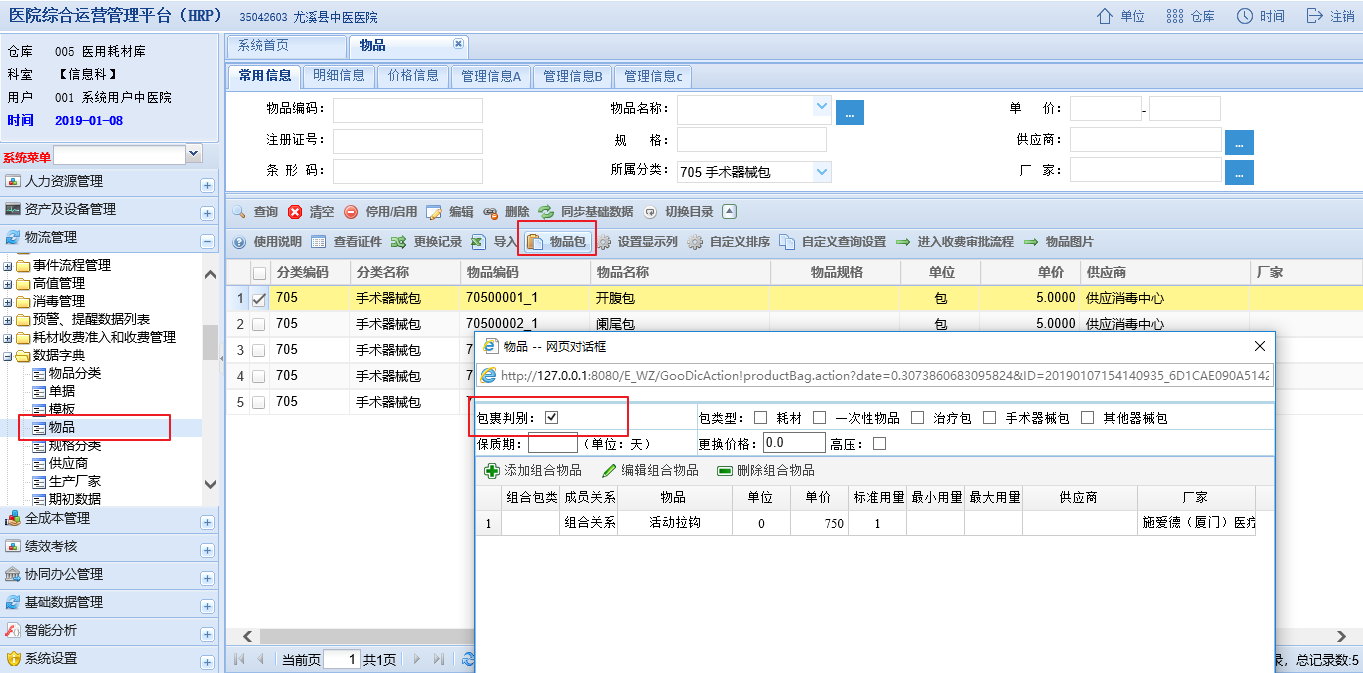 医院综合运营管理平台（HRP） 35042603 尤溪县中医医院 单位 仓库 时间 注销
仓库 005 医用耗材库
科室 【信息科】
用户 001 系统用户中医院
时间 2019-01-08
系统菜单
人力资源管理
资产及设备管理
物流管理
事件流程管理
高值管理
消毒管理
预警、提醒数据列表
耗材收费准入和收费管理
数据字典
物品分类
单据
模板
物品
规格分类
供应商
生产厂家
期初数据
全成本管理
绩效考核
协同办公管理
基础数据管理
智能分析
系统设置
系统首页 物品
常用信息 明细信息 价格信息 管理信息A 管理信息B 管理信息c
物品编码： 物品名称： ... 单 价： -
注册证号： 规 格： 供应商： ...
条 形 码： 所属分类： 705 手术器械包 厂 家： ...
查询 清空 停用/启用 编辑 删除 同步基础数据 切换目录
使用说明 查看证件 更换记录 导入 物品包 设置显示列 自定义排序 自定义查询设置 进入收费审批流程 物品图片
分类编码 分类名称 物品编码 物品名称 物品规格 单位 单价 供应商 厂家
1 705 手术器械包 70500001_1 开腹包 包 5.0000 供应消毒中心
2 705 手术器械包 70500002_1 阑尾包 包 5.0000 供应消毒中心
3 705 手术器械包 7
4 705 手术器械包 7
5 705 手术器械包
物品 -- 网页对话框
http://127.0.0.1:8080/E_WZ/GooDicAction!productBag.action?date=0.3073860683095824&ID=20190107154140935_6D1CAE090A5142
包裹判别： 包类型： 耗材 一次性物品 治疗包 手术器械包 其他器械包
保质期： （单位：天） 更换价格： 0.0 高压：
添加组合物品 编辑组合物品 删除组合物品
组合包类 成员关系 物品 单位 单价 标准用量 最小用量 最大用量 供应商 厂家
1 组合关系 活动拉钩 0 750 1 施爱德（厦门）医疗
当前页 1 共1页 录，总记录数:5